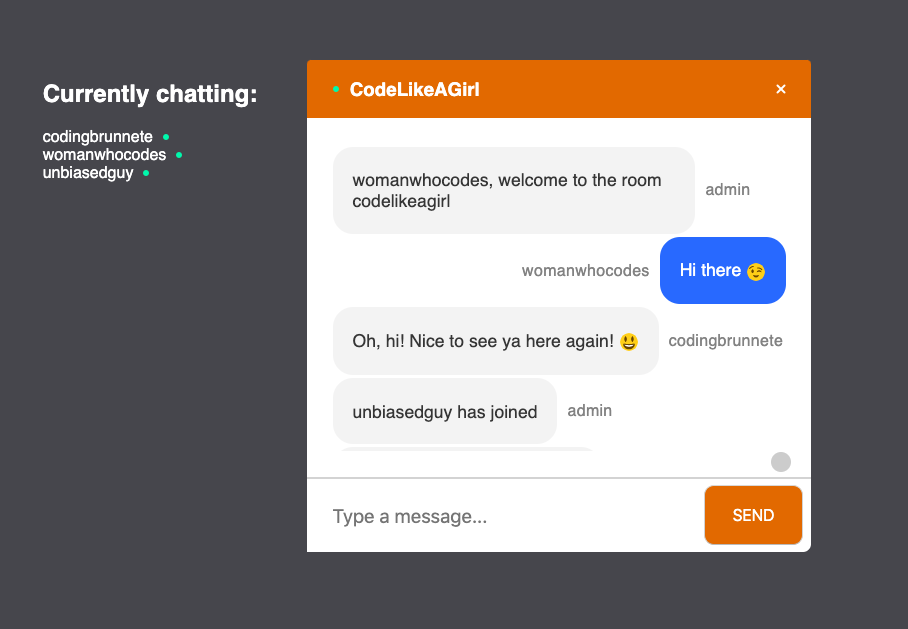 Currently chatting:
codingbrunnete
womanwhocodes
unbiasedguy
CodeLikeAGirl
×
womanwhocodes, welcome to the room
codelikeagirl
admin
womanwhocodes
Hi there 😉
Oh, hi! Nice to see ya here again! 😃
codingbrunnete
unbiasedguy has joined
admin
Type a message...
SEND